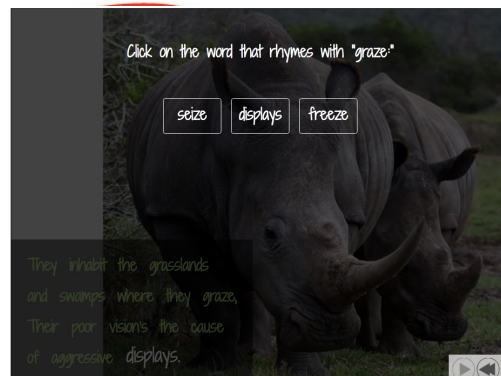 Click on the word that rhymes with "graze:"
seize
displays
freeze
They inhabit the grasslands
and swamps where they graze,
Their poor vision's the cause
of aggressive displays.